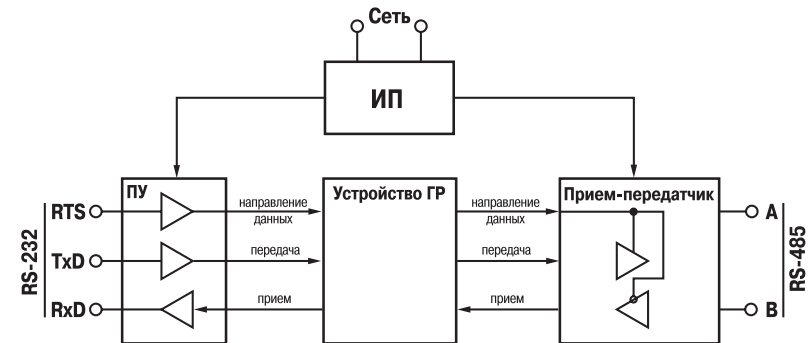 Сеть
ИП
ПУ
Устройство ГР
Прием-передатчик
RS-232
RTS
TxD
RxD
направление
данных
передача
прием
направление
данных
передача
прием
A
B
RS-485